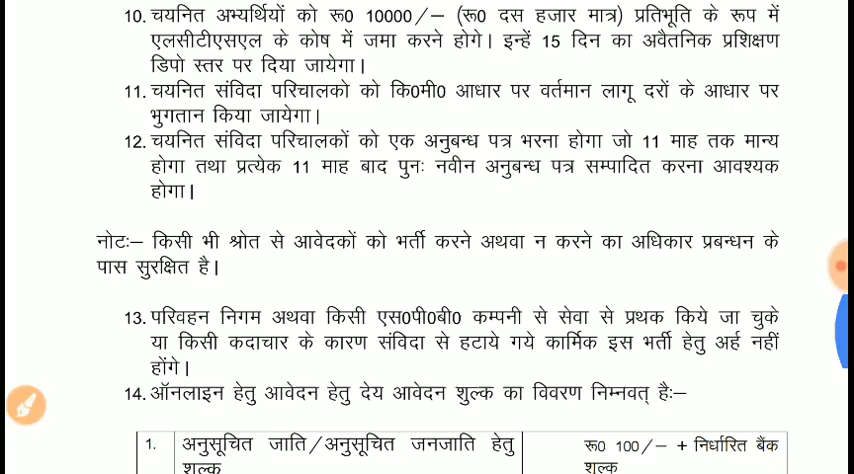 10. चयनित अभ्यर्थियों को रू0 10000/– (रू0 दस हजार मात्र) प्रतिभूति के रूप में
एलसीटीएसएल के कोष में जमा करने होगे। इन्हें 15 दिन का अवैतनिक प्रशिक्षण
डिपो स्तर पर दिया जायेगा।
11. चयनित संविदा परिचालको को कि0मी0 आधार पर वर्तमान लागू दरों के आधार पर
भुगतान किया जायेगा।
12. चयनित संविदा परिचालकों को एक अनुबन्ध पत्र भरना होगा जो 11 माह तक मान्य
होगा तथा प्रत्येक 11 माह बाद पुनः नवीन अनुबन्ध पत्र सम्पादित करना आवश्यक
होगा।
नोटः– किसी भी श्रोत से आवेदकों को भर्ती करने अथवा न करने का अधिकार प्रबन्धन के
पास सुरक्षित है।
13. परिवहन निगम अथवा किसी एस0पी0बी0 कम्पनी से सेवा से प्रथक किये जा चुके
या किसी कदाचार के कारण संविदा से हटाये गये कार्मिक इस भर्ती हेतु अर्ह नहीं
होंगे।
14. ऑनलाइन हेतु आवेदन हेतु देय आवेदन शुल्क का विवरण निम्नवत् है:–
1. अनुसूचित जाति/अनुसूचित जनजाति हेतु रू0 100/– + निर्धारित बैंक
शुल्क शुल्क